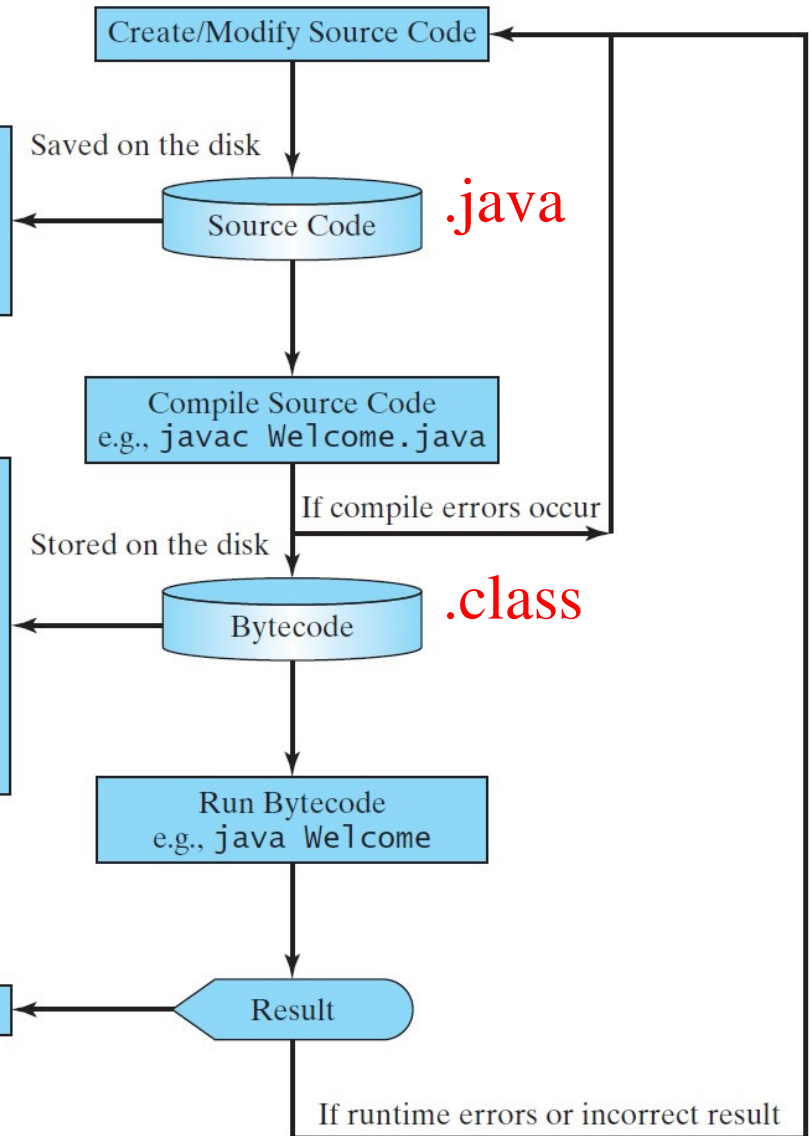 Create/Modify Source Code
Saved on the disk
Source Code
.java
Compile Source Code
e.g., javac Welcome.java
If compile errors occur
Stored on the disk
Bytecode
.class
Run Bytecode
e.g., java Welcome
Result
If runtime errors or incorrect result